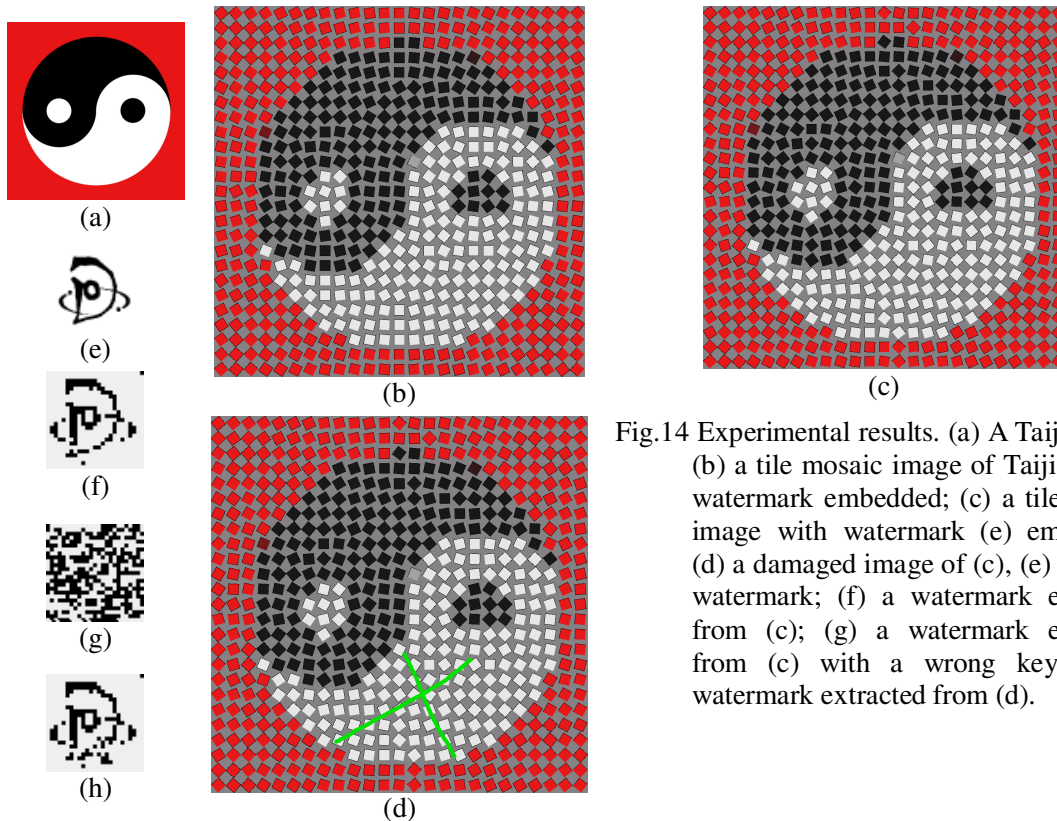 (a)
(e)
(f)
(g)
(h)
(b)
(c)
(d)
Fig.14 Experimental results. (a) A Taij
(b) a tile mosaic image of Taiji
watermark embedded; (c) a tile
image with watermark (e) em
(d) a damaged image of (c), (e)
watermark; (f) a watermark e
from (c); (g) a watermark e
from (c) with a wrong key
watermark extracted from (d).